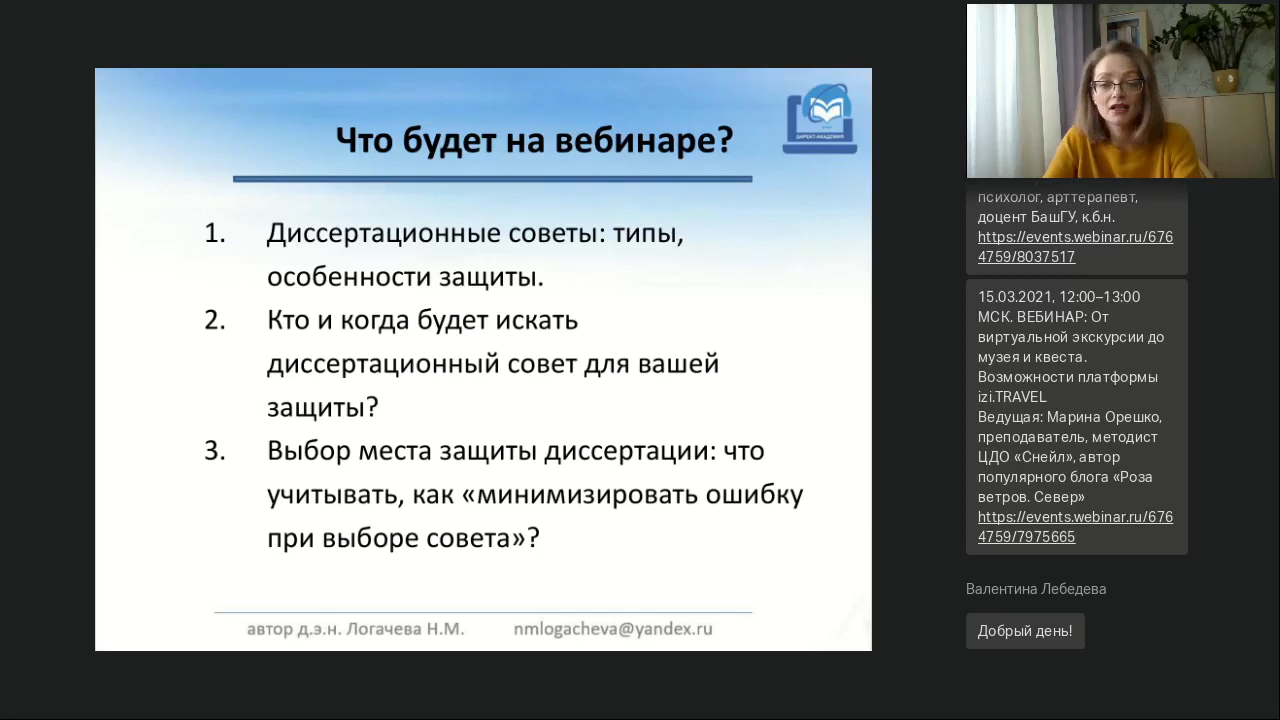 Что будет на вебинаре?
ДИРЕКТ-АКАДЕМИЯ
1. Диссертационные советы: типы,
особенности защиты.
2. Кто и когда будет искать
диссертационный совет для вашей
защиты?
3. Выбор места защиты диссертации: что
учитывать, как «минимизировать ошибку
при выборе совета»?
автор д.э.н. Логачева Н.М. nmlogacheva@yandex.ru
психолог, арттерапевт,
доцент БашГУ, к.б.н.
https://events.webinar.ru/676
4759/8037517
15.03.2021, 12:00–13:00
МСК. ВЕБИНАР: От
виртуальной экскурсии до
музея и квеста.
Возможности платформы
izi.TRAVEL
Ведущая: Марина Орешко,
преподаватель, методист
ЦДО «Снейл», автор
популярного блога «Роза
ветров. Север»
https://events.webinar.ru/676
4759/7975665
Валентина Лебедева
Добрый день!